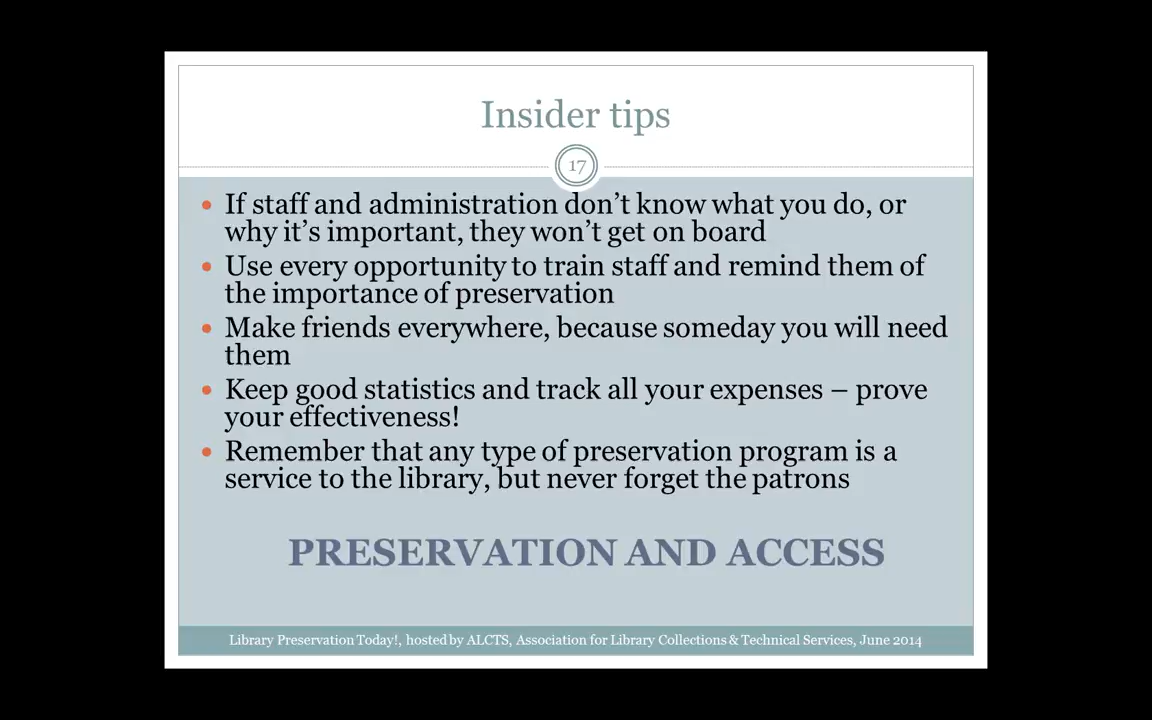 Insider tips
17
• If staff and administration don’t know what you do, or
why it’s important, they won’t get on board
• Use every opportunity to train staff and remind them of
the importance of preservation
• Make friends everywhere, because someday you will need
them
• Keep good statistics and track all your expenses – prove
your effectiveness!
• Remember that any type of preservation program is a
service to the library, but never forget the patrons
PRESERVATION AND ACCESS
Library Preservation Today!, hosted by ALCTS, Association for Library Collections & Technical Services, June 2014